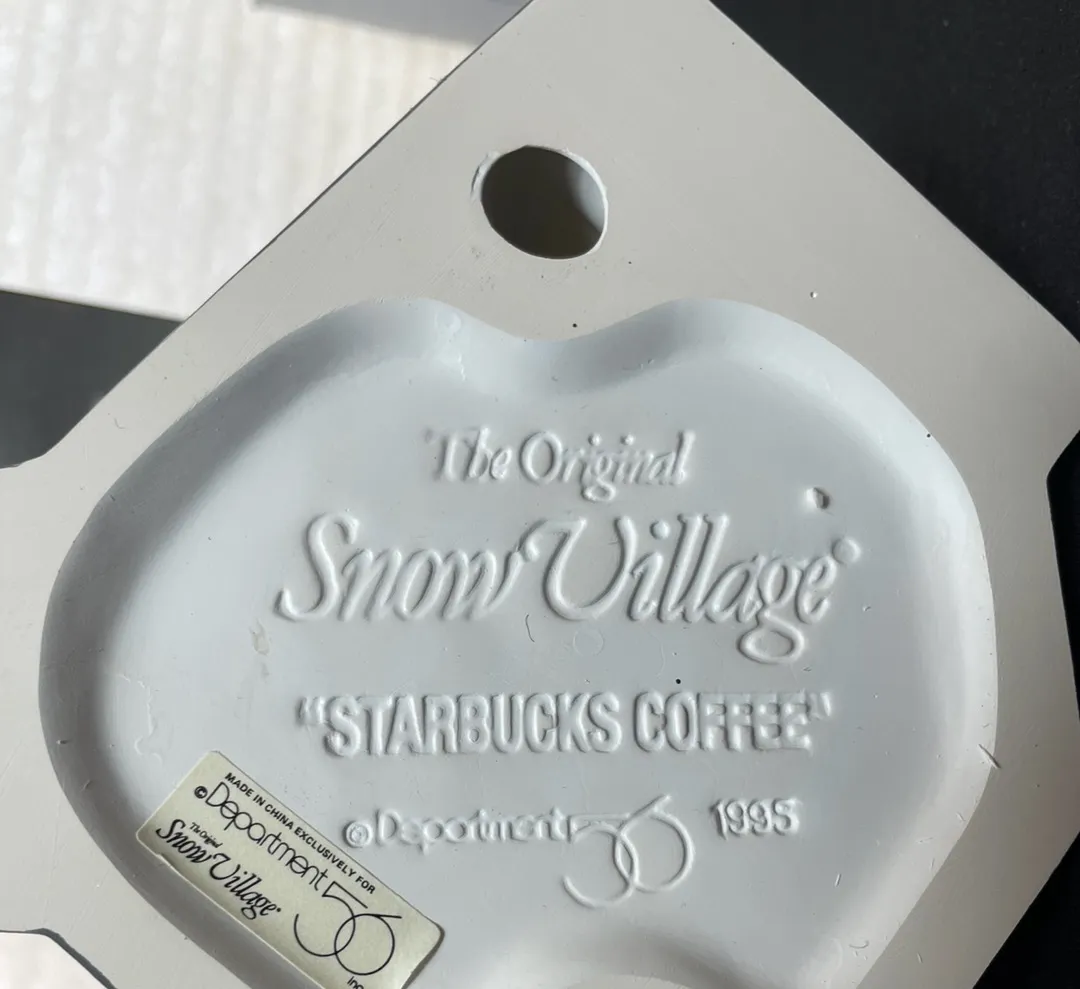 The Original
Snow Village®
"STARBUCKS COFFEE"
©Department 56 1995
MADE IN CHINA EXCLUSIVELY FOR
©Department 56
Inc.
The Original
Snow Village®